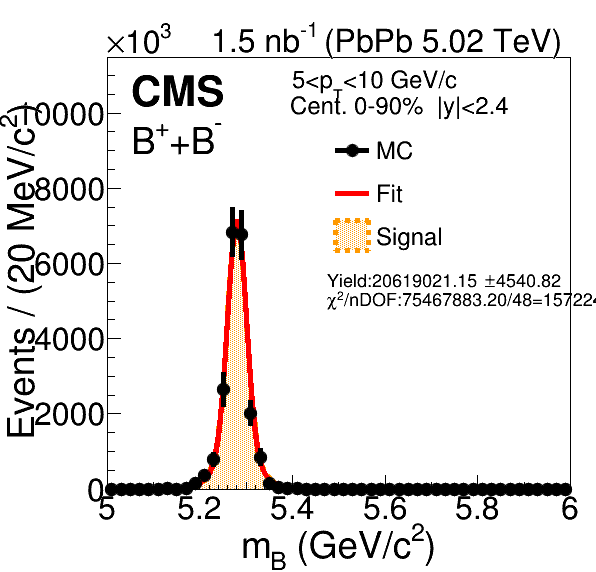 ×10³ 1.5 nb⁻¹ (PbPb 5.02 TeV)
CMS
B⁺+B⁻
5<p_T<10 GeV/c
Cent. 0-90% |y|<2.4
MC
Fit
Signal
Yield:20619021.15 ±4540.82
χ²/nDOF:75467883.20/48=157224
Events / (20 MeV/c²)
0000
8000
6000
4000
2000
0
5 5.2 5.4 5.6 5.8 6
m_B (GeV/c²)